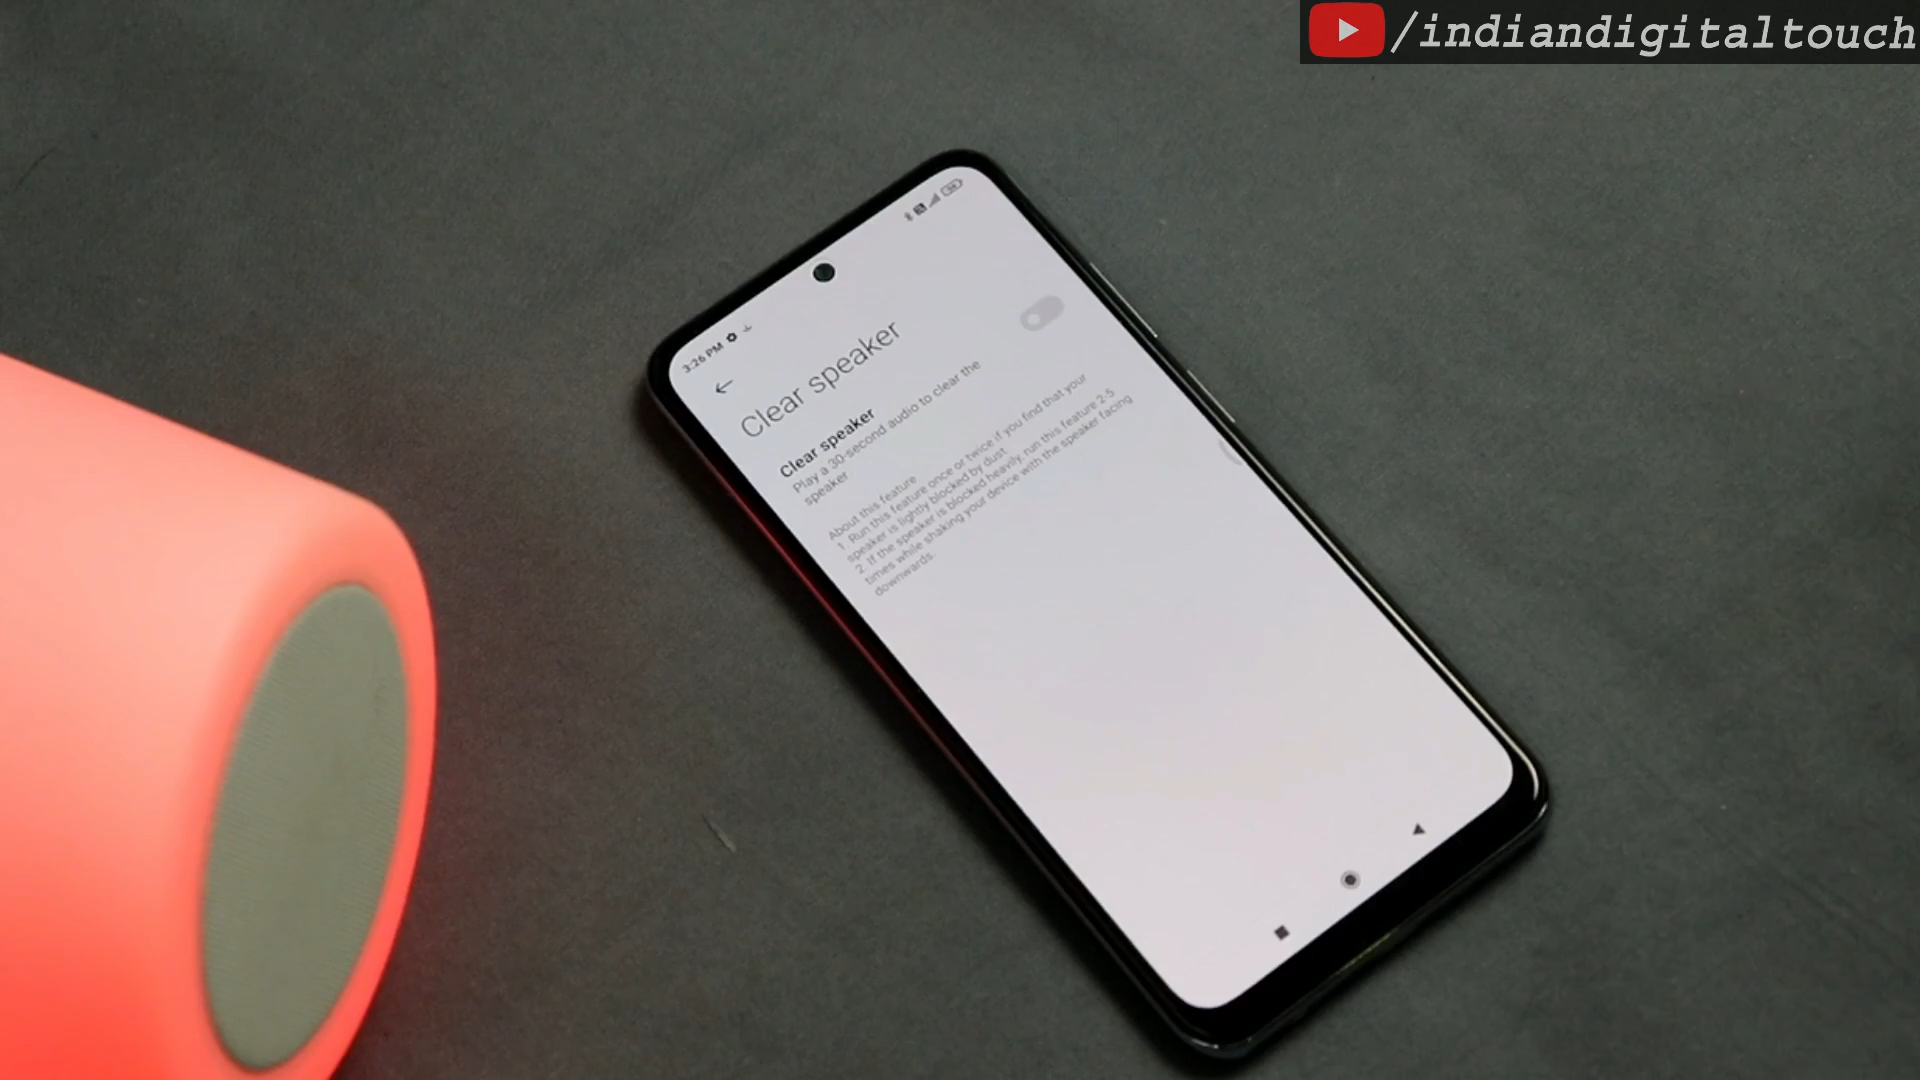 /indiandigitaltouch
3:26 PM
Clear speaker
Clear speaker
Play a 30-second audio to clear the
speaker
About this feature
1. Run this feature once or twice if you find that your
speaker is lightly blocked by dust.
2. If the speaker is blocked heavily, run this feature 2-5
times while shaking your device with the speaker facing
downwards.